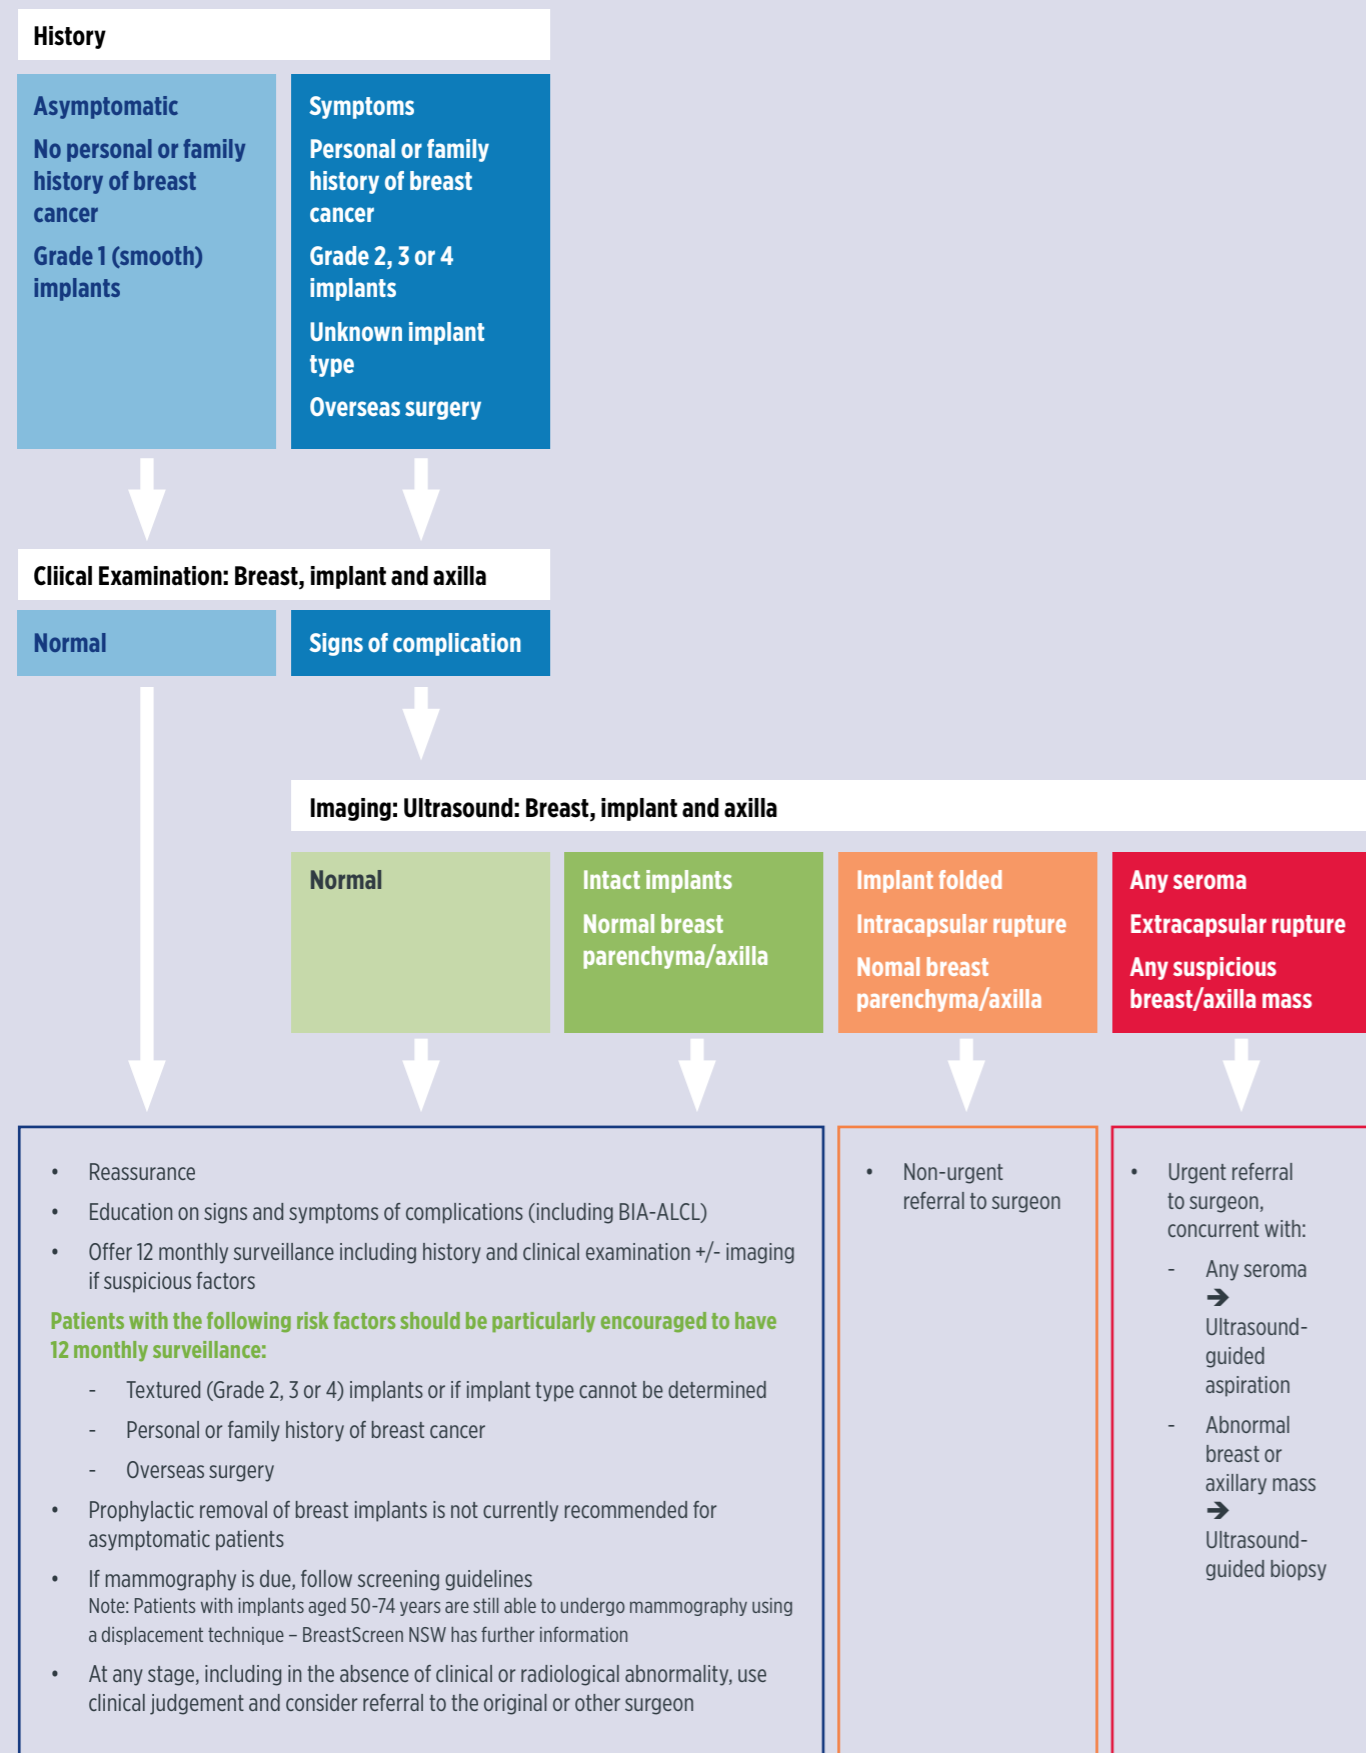 History
Asymptomatic
No personal or family
history of breast
cancer
Grade 1 (smooth)
implants
Symptoms
Personal or family
history of breast
cancer
Grade 2, 3 or 4
implants
Unknown implant
type
Overseas surgery
Cliical Examination: Breast, implant and axilla
Normal
Signs of complication
Imaging: Ultrasound: Breast, implant and axilla
Normal
Intact implants
Normal breast
parenchyma/axilla
Implant folded
Intracapsular rupture
Nomal breast
parenchyma/axilla
Any seroma
Extracapsular rupture
Any suspicious
breast/axilla mass
• Reassurance
• Education on signs and symptoms of complications (including BIA-ALCL)
• Offer 12 monthly surveillance including history and clinical examination +/- imaging
if suspicious factors
Patients with the following risk factors should be particularly encouraged to have
12 monthly surveillance:
- Textured (Grade 2, 3 or 4) implants or if implant type cannot be determined
- Personal or family history of breast cancer
- Overseas surgery
• Prophylactic removal of breast implants is not currently recommended for
asymptomatic patients
• If mammography is due, follow screening guidelines
Note: Patients with implants aged 50-74 years are still able to undergo mammography using
a displacement technique – BreastScreen NSW has further information
• At any stage, including in the absence of clinical or radiological abnormality, use
clinical judgement and consider referral to the original or other surgeon
• Non-urgent
referral to surgeon
• Urgent referral
to surgeon,
concurrent with:
- Any seroma
➔
Ultrasound-
guided
aspiration
- Abnormal
breast or
axillary mass
➔
Ultrasound-
guided biopsy